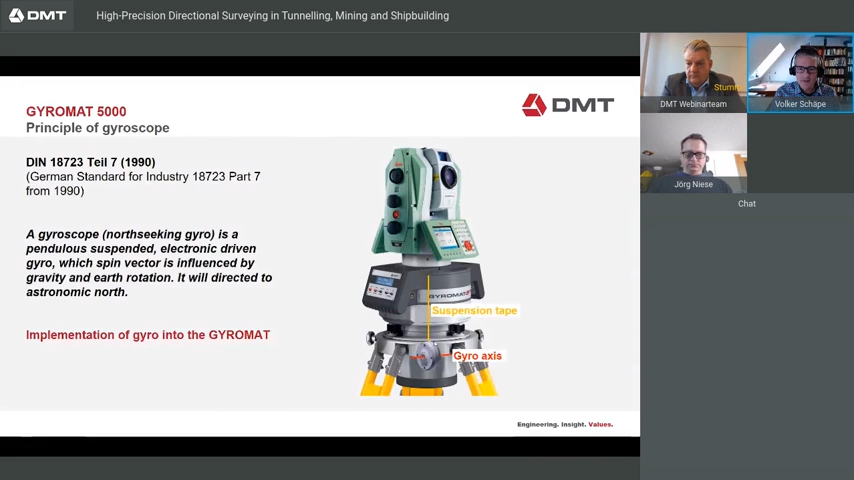 DMT
High-Precision Directional Surveying in Tunnelling, Mining and Shipbuilding
GYROMAT 5000
Principle of gyroscope
DMT
DIN 18723 Teil 7 (1990)
(German Standard for Industry 18723 Part 7
from 1990)
A gyroscope (northseeking gyro) is a
pendulous suspended, electronic driven
gyro, which spin vector is influenced by
gravity and earth rotation. It will directed to
astronomic north.
Implementation of gyro into the GYROMAT
GYROMAT
Suspension tape
Gyro axis
Engineering. Insight. Values.
DMT Webinarteam
Volker Schäpe
Jörg Niese
Chat